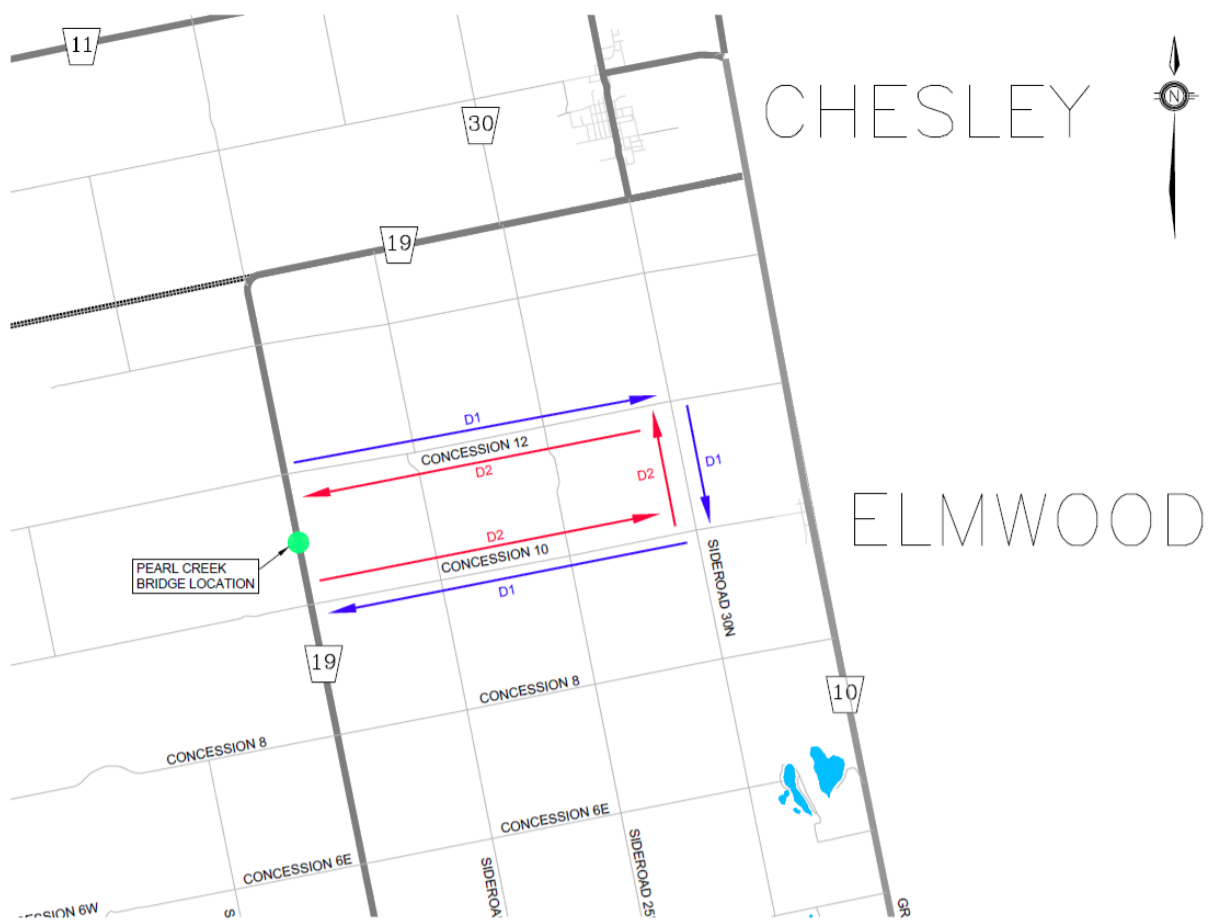 11
30
CHESLEY
N
19
D1
CONCESSION 12
D2
D2
D1
D2
CONCESSION 10
D1
ELMWOOD
PEARL CREEK
BRIDGE LOCATION
SIDEROAD 30N
19
CONCESSION 8
10
CONCESSION 8
CONCESSION 6E
CONCESSION 6E
SIDEROAD 25